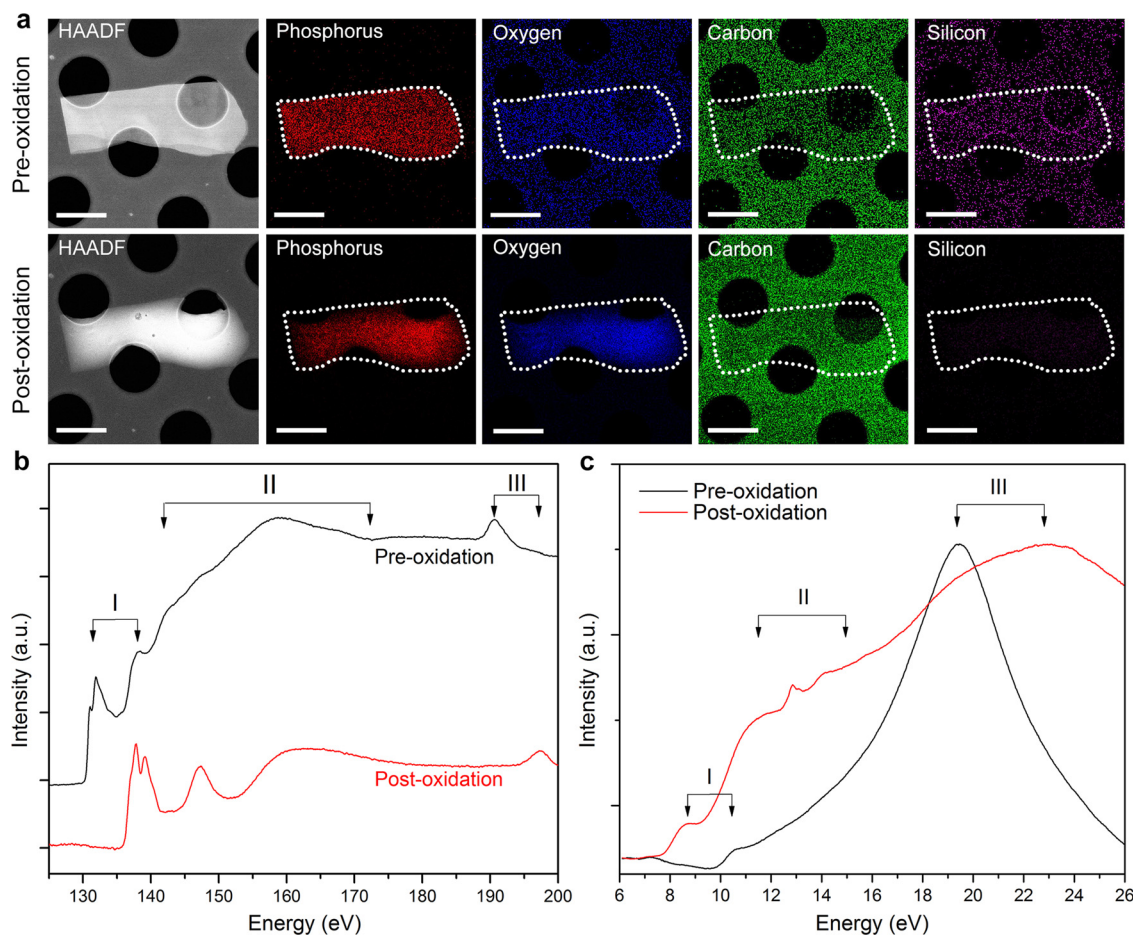 a
HAADF
Phosphorus
Oxygen
Carbon
Silicon
Pre-oxidation
HAADF
Phosphorus
Oxygen
Carbon
Silicon
Post-oxidation
b
I
II
III
Pre-oxidation
Post-oxidation
Intensity (a.u.)
130 140 150 160 170 180 190 200
Energy (eV)
c
Pre-oxidation
Post-oxidation
I
II
III
Intensity (a.u.)
6 8 10 12 14 16 18 20 22 24 26
Energy (eV)